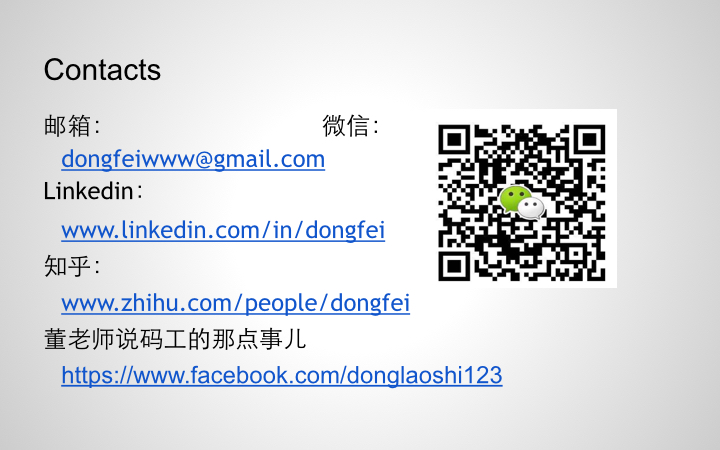 Contacts
邮箱： 微信：
dongfeiwww@gmail.com
Linkedin：
www.linkedin.com/in/dongfei
知乎：
www.zhihu.com/people/dongfei
董老师说码工的那点事儿
https://www.facebook.com/donglaoshi123